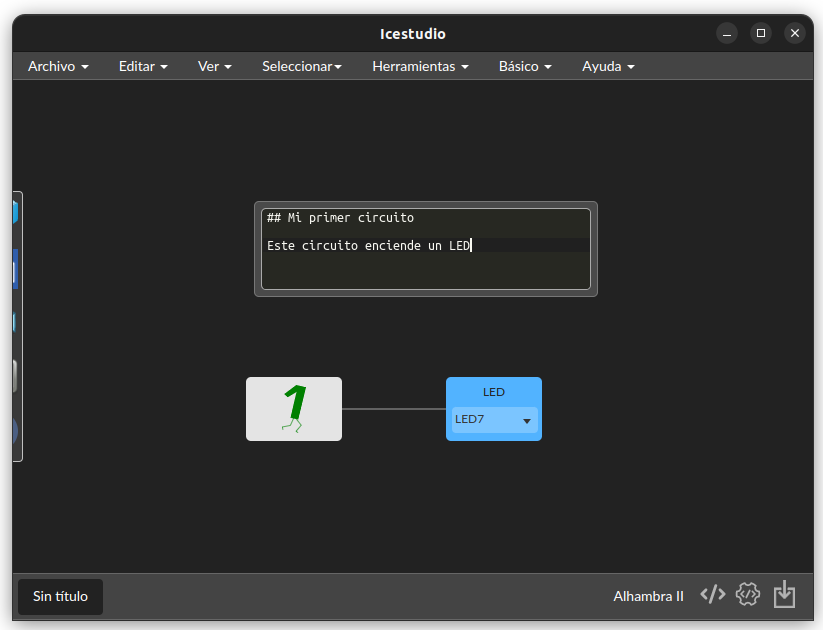 Icestudio
Archivo Editar Ver Seleccionar Herramientas Básico Ayuda
## Mi primer circuito
Este circuito enciende un LED
1
LED
LED7
Sin título
Alhambra II